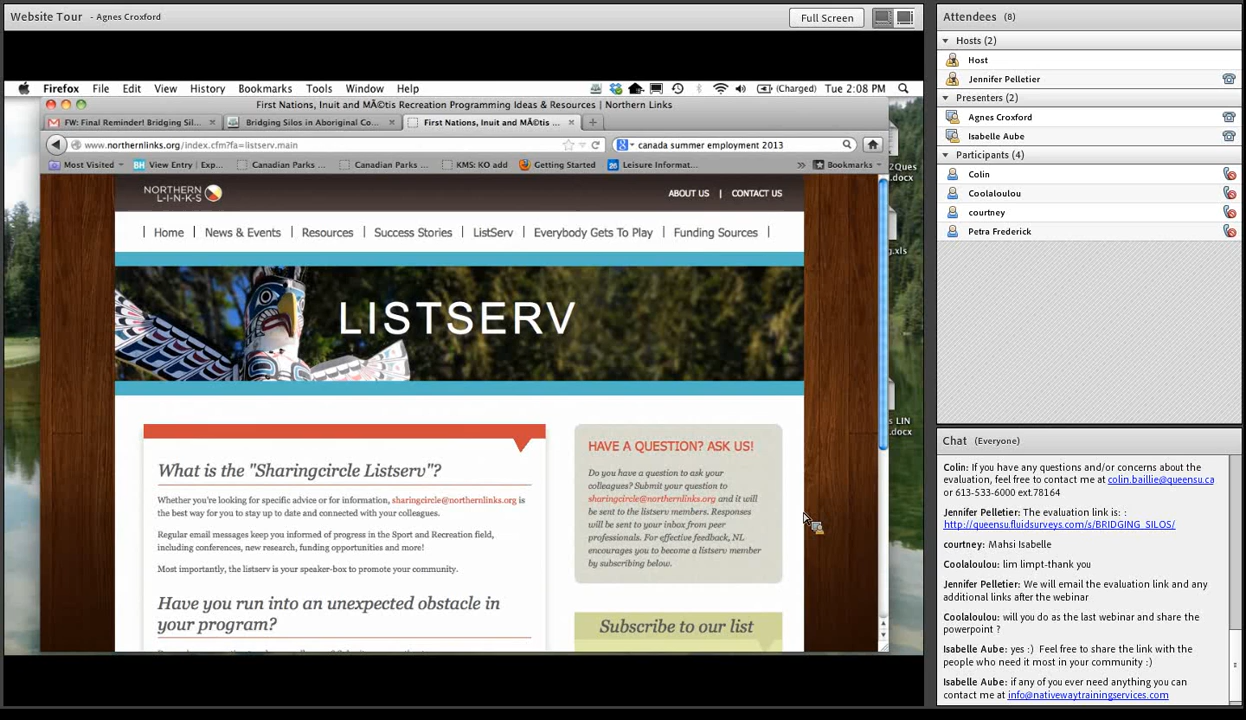 Website Tour - Agnes Croxford
Full Screen
Firefox File Edit View History Bookmarks Tools Window Help
(Charged) Tue 2:08 PM
First Nations, Inuit and MÃ©tis Recreation Programming Ideas & Resources | Northern Links
FW: Final Reminder! Bridging Sil...
Bridging Silos in Aboriginal Co...
First Nations, Inuit and MÃ©tis ...
www.northernlinks.org/index.cfm?fa=listserv.main
canada summer employment 2013
Most Visited
View Entry | Exp...
Canadian Parks ...
Canadian Parks ...
KMS: KO add
Getting Started
Leisure Informat...
Bookmarks
NORTHERN
L-I-N-K-S
ABOUT US | CONTACT US
Home | News & Events | Resources | Success Stories | ListServ | Everybody Gets To Play | Funding Sources
LISTSERV
What is the "Sharingcircle Listserv"?
Whether you're looking for specific advice or for information, sharingcircle@northernlinks.org is
the best way for you to stay up to date and connected with your colleagues.
Regular email messages keep you informed of progress in the Sport and Recreation field,
including conferences, new research, funding opportunities and more!
Most importantly, the listserv is your speaker-box to promote your community.
Have you run into an unexpected obstacle in
your program?
HAVE A QUESTION? ASK US!
Do you have a question to ask your
colleagues? Submit your question to
sharingcircle@northernlinks.org and it will
be sent to the listserv members. Responses
will be sent to your inbox from peer
professionals. For effective feedback, NL
encourages you to become a listserv member
by subscribing below.
Subscribe to our list
2Ques
.docx
g.xls
s LIN
.docx
Attendees (8)
Hosts (2)
Host
Jennifer Pelletier
Presenters (2)
Agnes Croxford
Isabelle Aube
Participants (4)
Colin
Coolaloulou
courtney
Petra Frederick
Chat (Everyone)
Colin: If you have any questions and/or concerns about the
evaluation, feel free to contact me at colin.baillie@queensu.ca
or 613-533-6000 ext.78164
Jennifer Pelletier: The evaluation link is: :
http://queensu.fluidsurveys.com/s/BRIDGING_SILOS/
courtney: Mahsi Isabelle
Coolaloulou: lim limpt-thank you
Jennifer Pelletier: We will email the evaluation link and any
additional links after the webinar
Coolaloulou: will you do as the last webinar and share the
powerpoint ?
Isabelle Aube: yes :) Feel free to share the link with the
people who need it most in your community :)
Isabelle Aube: if any of you ever need anything you can
contact me at info@nativewaytrainingservices.com